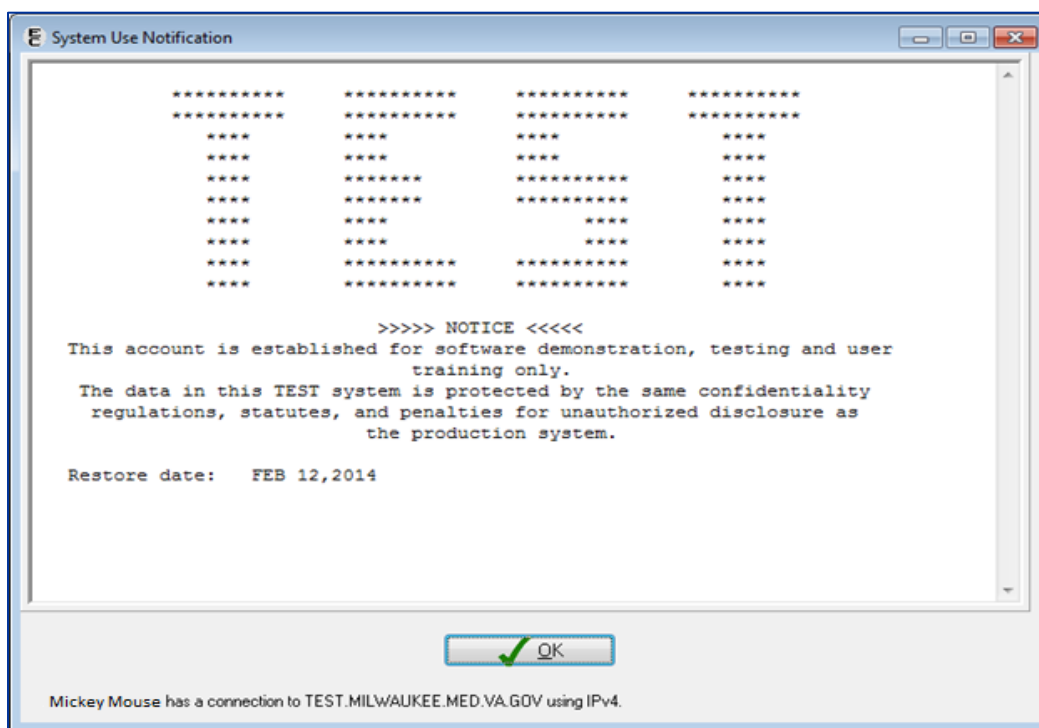 System Use Notification
**********     **********     **********     **********
**********     **********     **********     **********
****        ****           ****              ****
****        ****           ****              ****
****        *******        **********        ****
****        *******        **********        ****
****        ****                 ****        ****
****        ****                 ****        ****
****        **********     **********        ****
****        **********     **********        ****
>>>>> NOTICE <<<<<
This account is established for software demonstration, testing and user
training only.
The data in this TEST system is protected by the same confidentiality
regulations, statutes, and penalties for unauthorized disclosure as
the production system.
Restore date:   FEB 12,2014
OK
Mickey Mouse has a connection to TEST.MILWAUKEE.MED.VA.GOV using IPv4.